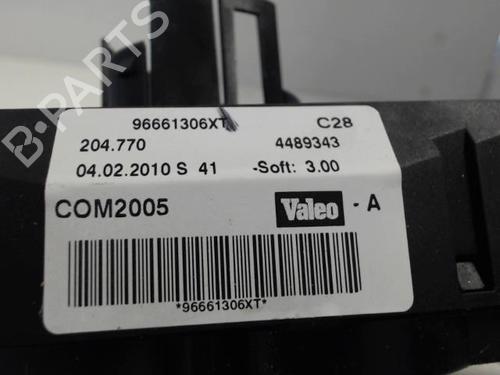 96661306XT C28
204.770 4489343
04.02.2010 S 41 -Soft: 3.00
COM2005 Valeo - A
*96661306XT*
B-PARTS